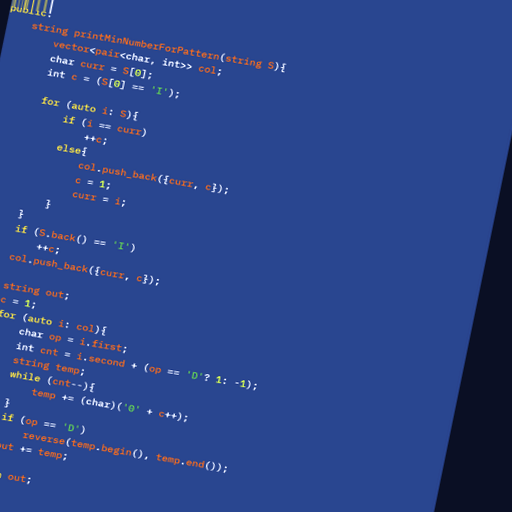 public:
string printMinNumberForPattern(string S){
vector<pair<char, int>> col;
char curr = S[0];
int c = (S[0] == 'I');
for (auto i: S){
if (i == curr)
++c;
else{
col.push_back({curr, c});
c = 1;
curr = i;
}
}
if (S.back() == 'I')
++c;
col.push_back({curr, c});
string out;
c = 1;
for (auto i: col){
char op = i.first;
int cnt = i.second + (op == 'D'? 1: -1);
string temp;
while (cnt--){
temp += (char)('0' + c++);
}
if (op == 'D')
reverse(temp.begin(), temp.end());
out += temp;
out;